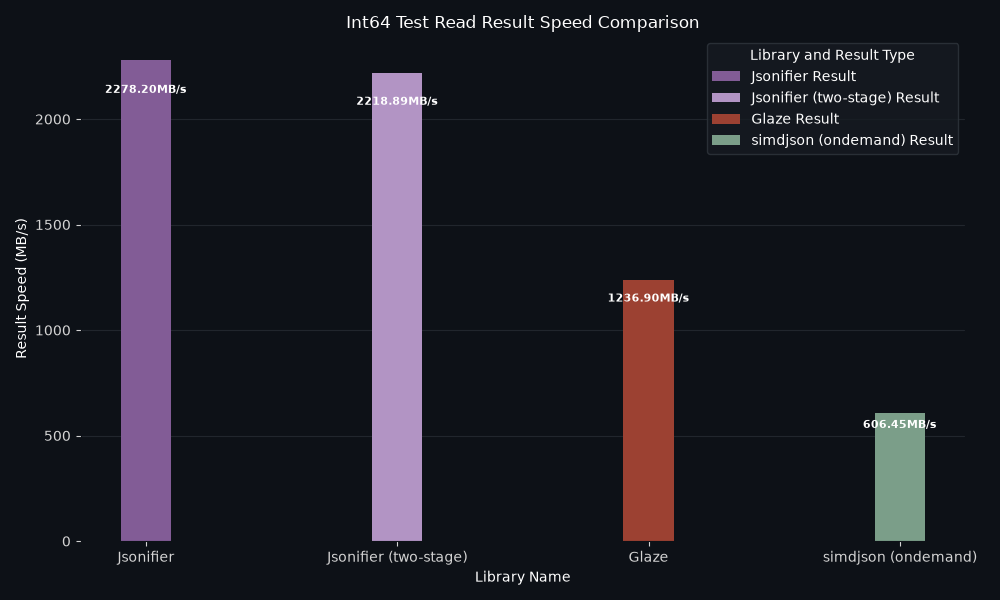 Int64 Test Read Result Speed Comparison
Library and Result Type
Jsonifier Result
Jsonifier (two-stage) Result
Glaze Result
simdjson (ondemand) Result
2278.20MB/s
2218.89MB/s
1236.90MB/s
606.45MB/s
Result Speed (MB/s)
2000
1500
1000
500
0
Jsonifier
Jsonifier (two-stage)
Glaze
simdjson (ondemand)
Library Name